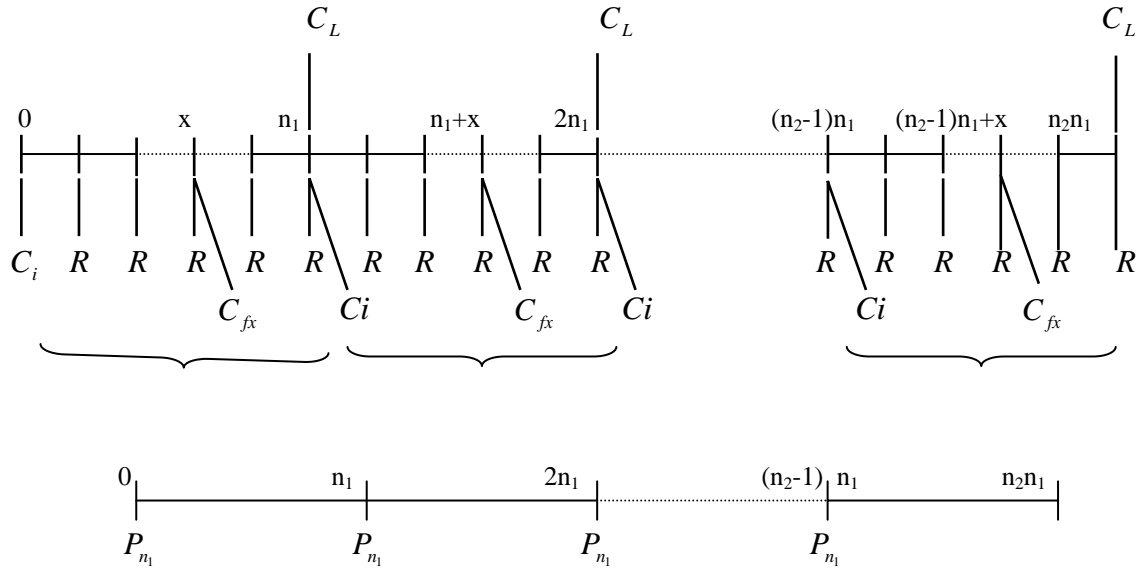 C_L C_L C_L
0 x n₁ n₁+x 2n₁ (n₂-1)n₁ (n₂-1)n₁+x n₂n₁
C_i R R R R R R R R R R R R R R R
C_fx Ci C_fx Ci Ci C_fx
0 n₁ 2n₁ (n₂-1) n₁ n₂n₁
P_n₁ P_n₁ P_n₁ P_n₁